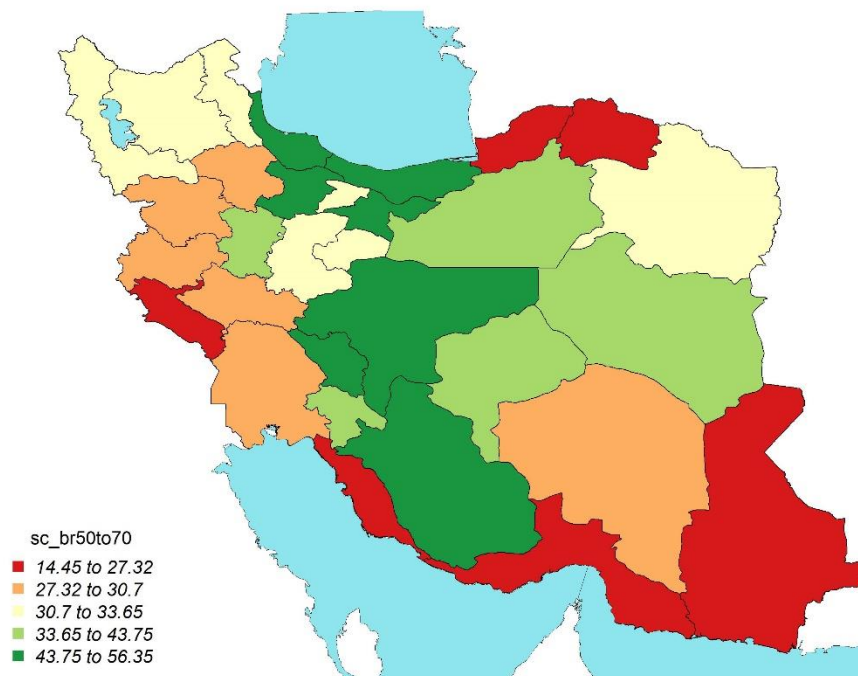 sc_br50to70
14.45 to 27.32
27.32 to 30.7
30.7 to 33.65
33.65 to 43.75
43.75 to 56.35